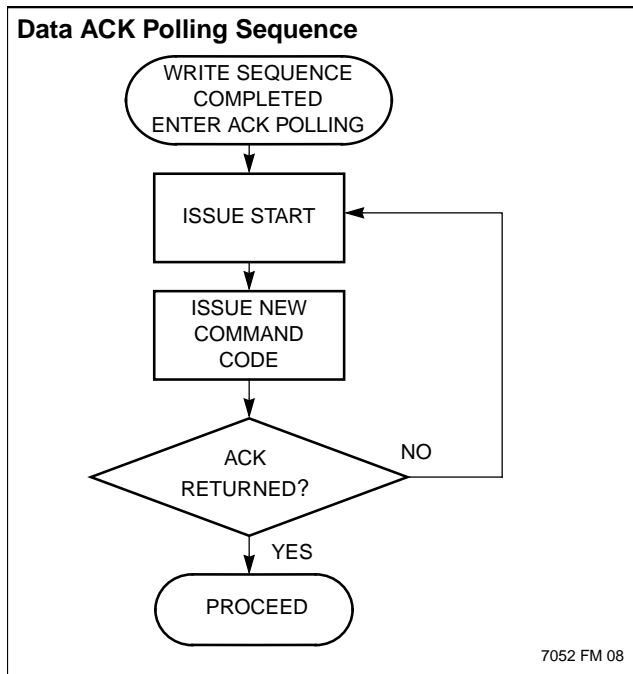 Data ACK Polling Sequence
WRITE SEQUENCE
COMPLETED
ENTER ACK POLLING
ISSUE START
ISSUE NEW
COMMAND
CODE
ACK
RETURNED?
NO
YES
PROCEED
7052 FM 08